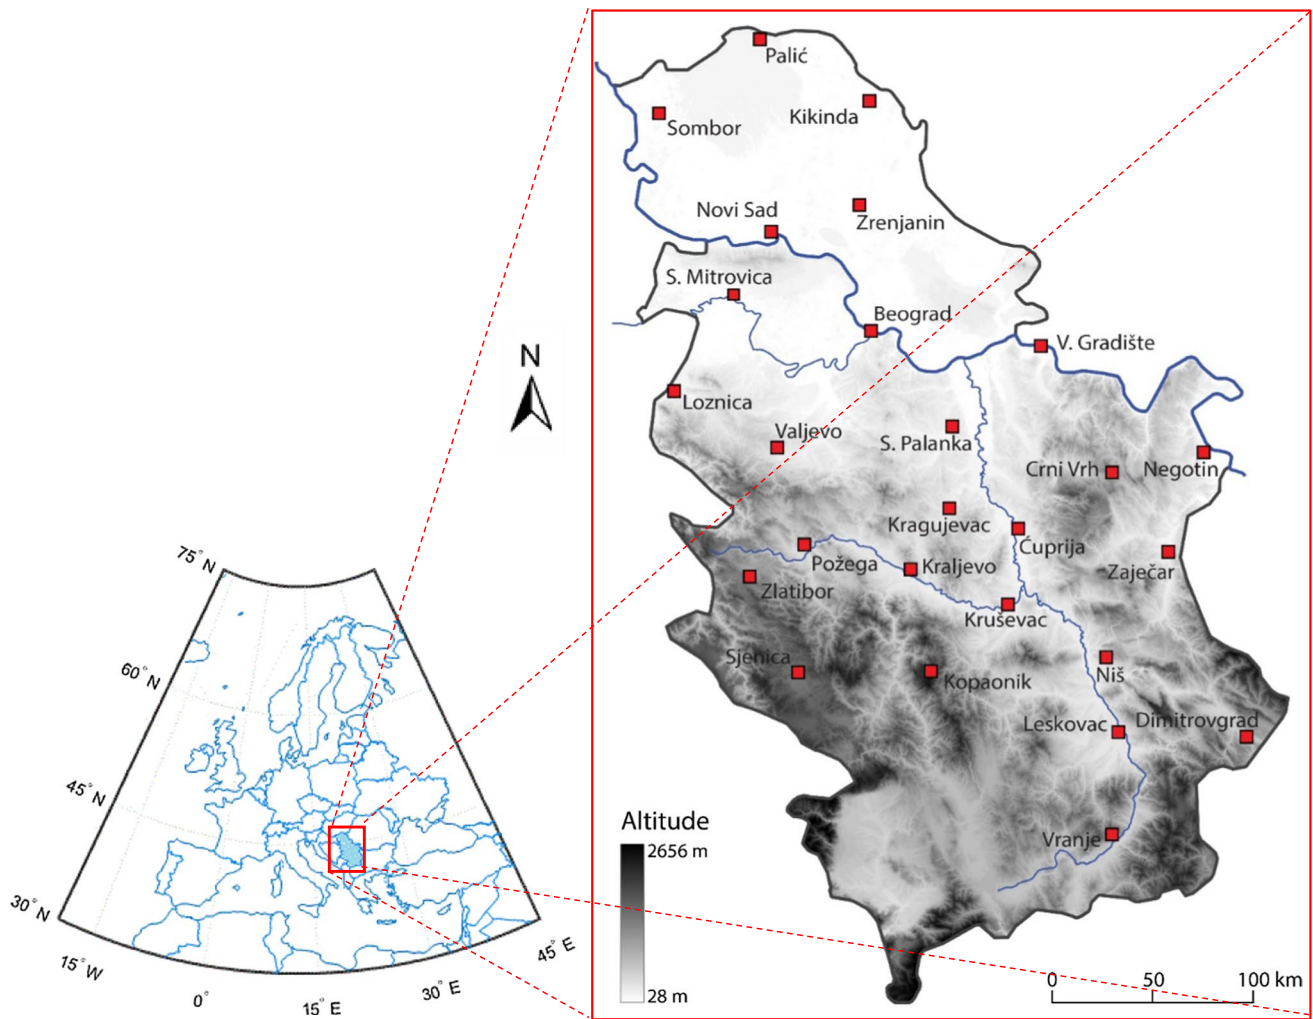 Palić
Kikinda
Sombor
Novi Sad
Zrenjanin
S. Mitrovica
Beograd
V. Gradište
Loznica
Valjevo
S. Palanka
Crni Vrh
Negotin
Kragujevac
Ćuprija
Požega
Kraljevo
Zaječar
Zlatibor
Kruševac
Sjenica
Kopaonik
Niš
Leskovac
Dimitrovgrad
Vranje
Altitude
2656 m
28 m
0 50 100 km
N
75°N
60°N
45°N
30°N
15°W
0°
15°E
30°E
45°E